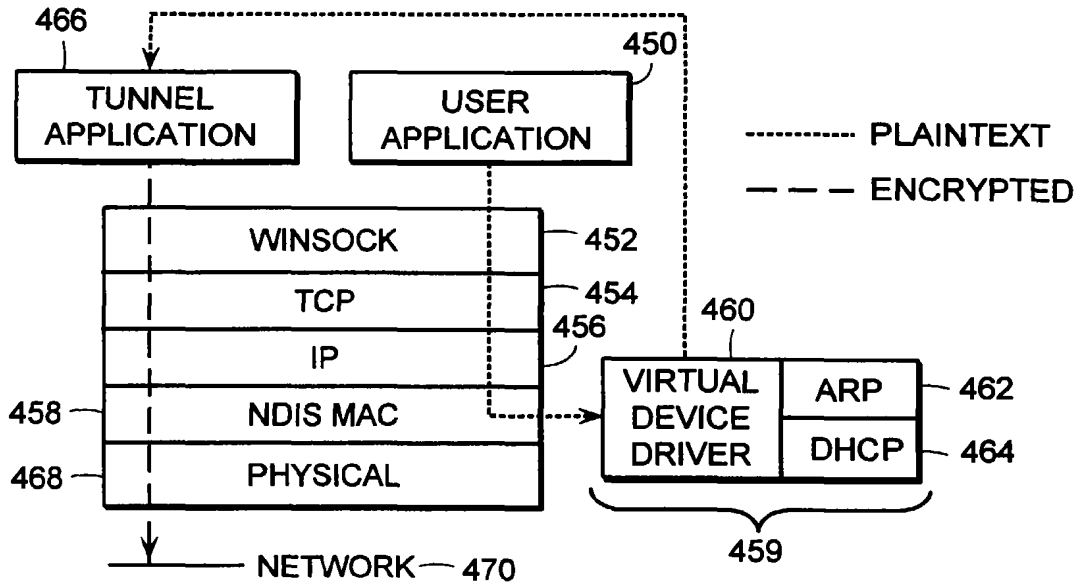 466
450
TUNNEL
APPLICATION
USER
APPLICATION
PLAINTEXT
ENCRYPTED
WINSOCK
452
TCP
454
IP
456
460
458
NDIS MAC
VIRTUAL
DEVICE
DRIVER
ARP
462
DHCP
464
468
PHYSICAL
459
NETWORK
470